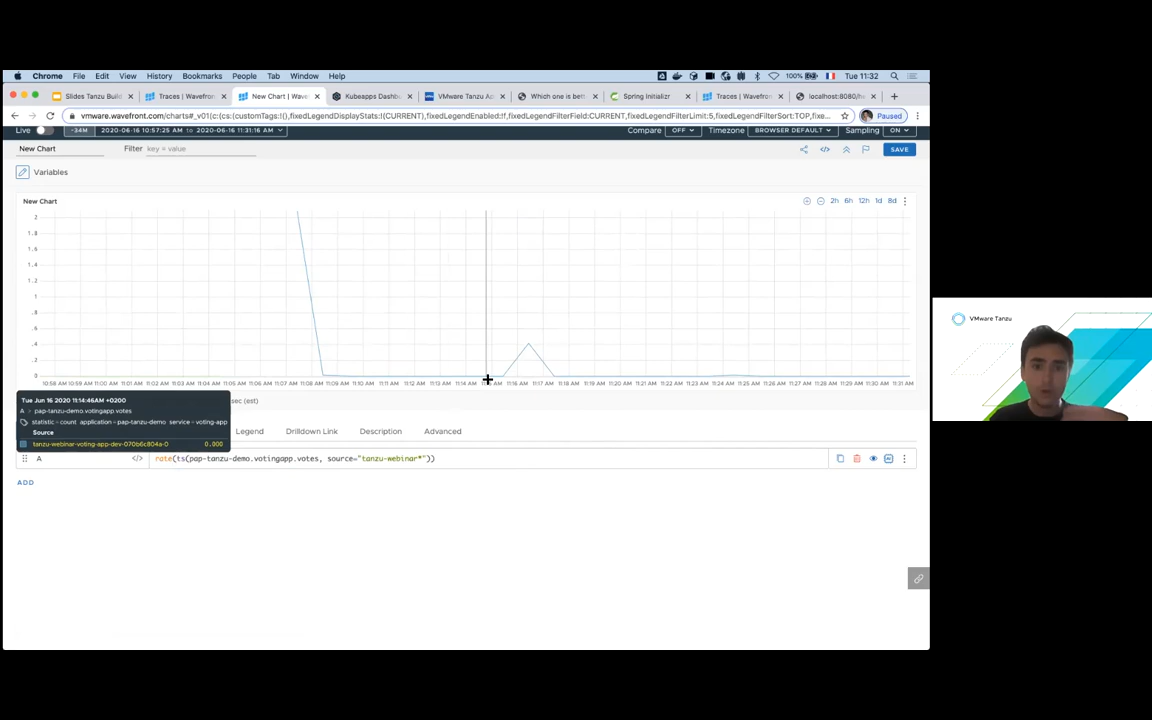 Chrome File Edit View History Bookmarks People Tab Window Help 100% Tue 11:32
Slides Tanzu Buil Traces | Wavefron New Chart | Wave Kubeapps Dashbo VMware Tanzu Ad Which one is bett Spring Initializr Traces | Wavefron localhost:8080/he
vmware.wavefront.com/charts#_v01(c:(cs:(customTags:!(),fixedLegendDisplayStats:!(CURRENT),fixedLegendEnabled:!f,fixedLegendFilterField:CURRENT,fixedLegendFilterLimit:5,fixedLegendFilterSort:TOP,fixe... Paused
Live -34M 2020-06-16 10:57:25 AM to 2020-06-16 11:31:16 AM Compare OFF Timezone BROWSER DEFAULT Sampling ON
New Chart Filter key = value SAVE
Variables
New Chart 2h 6h 12h 1d 8d
2
1.8
1.6
1.4
1.2
1
.8
.6
.4
.2
0
10:58 AM 10:59 AM 11:00 AM 11:01 AM 11:02 AM 11:03 AM 11:04 AM 11:05 AM 11:06 AM 11:07 AM 11:08 AM 11:09 AM 11:10 AM 11:11 AM 11:12 AM 11:13 AM 11:14 AM 11:15 AM 11:16 AM 11:17 AM 11:18 AM 11:19 AM 11:20 AM 11:21 AM 11:22 AM 11:23 AM 11:24 AM 11:25 AM 11:26 AM 11:27 AM 11:28 AM 11:29 AM 11:30 AM 11:31 AM
Tue Jun 16 2020 11:14:46AM +0200
sec (est)
A > pap-tanzu-demo.votingapp.votes
statistic=count application=pap-tanzu-demo service=voting-app
Source
tanzu-webinar-voting-app-dev-070b6c804a-0 0.000
Legend Drilldown Link Description Advanced
A rate(ts(pap-tanzu-demo.votingapp.votes, source="tanzu-webinar*"))
ADD
VMware Tanzu